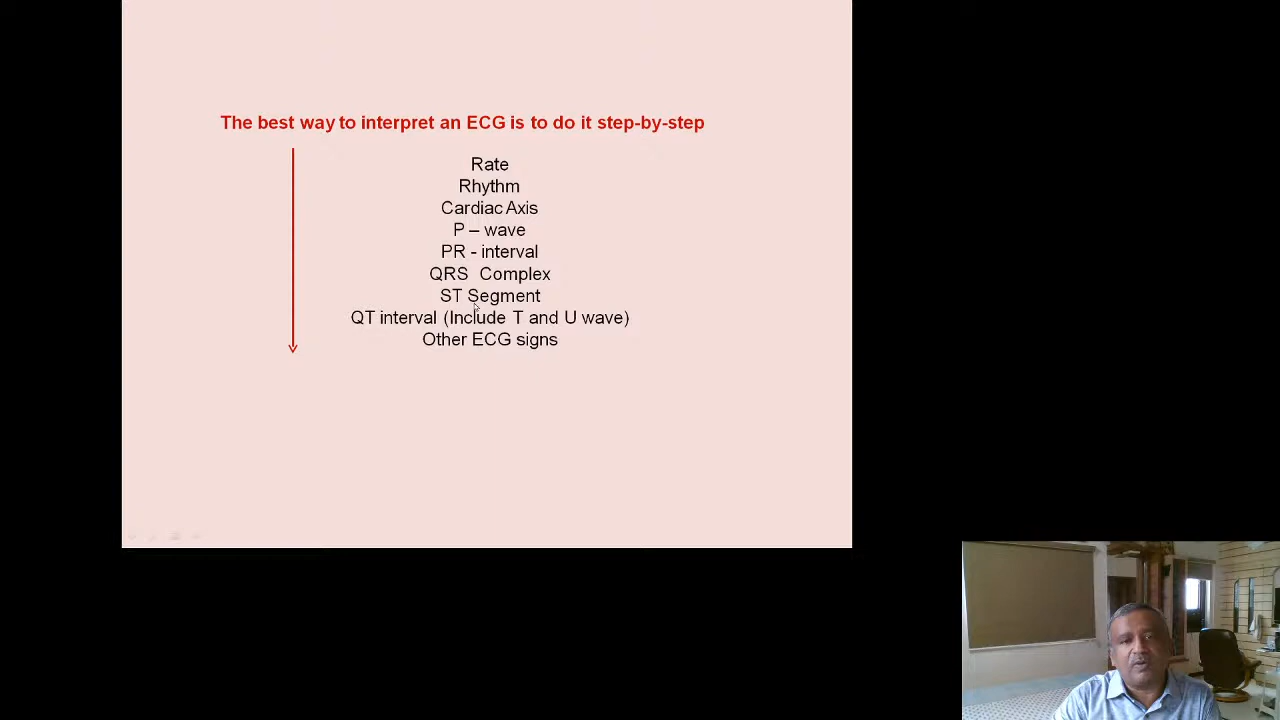 The best way to interpret an ECG is to do it step-by-step
Rate
Rhythm
Cardiac Axis
P – wave
PR - interval
QRS  Complex
ST Segment
QT interval (Include T and U wave)
Other ECG signs